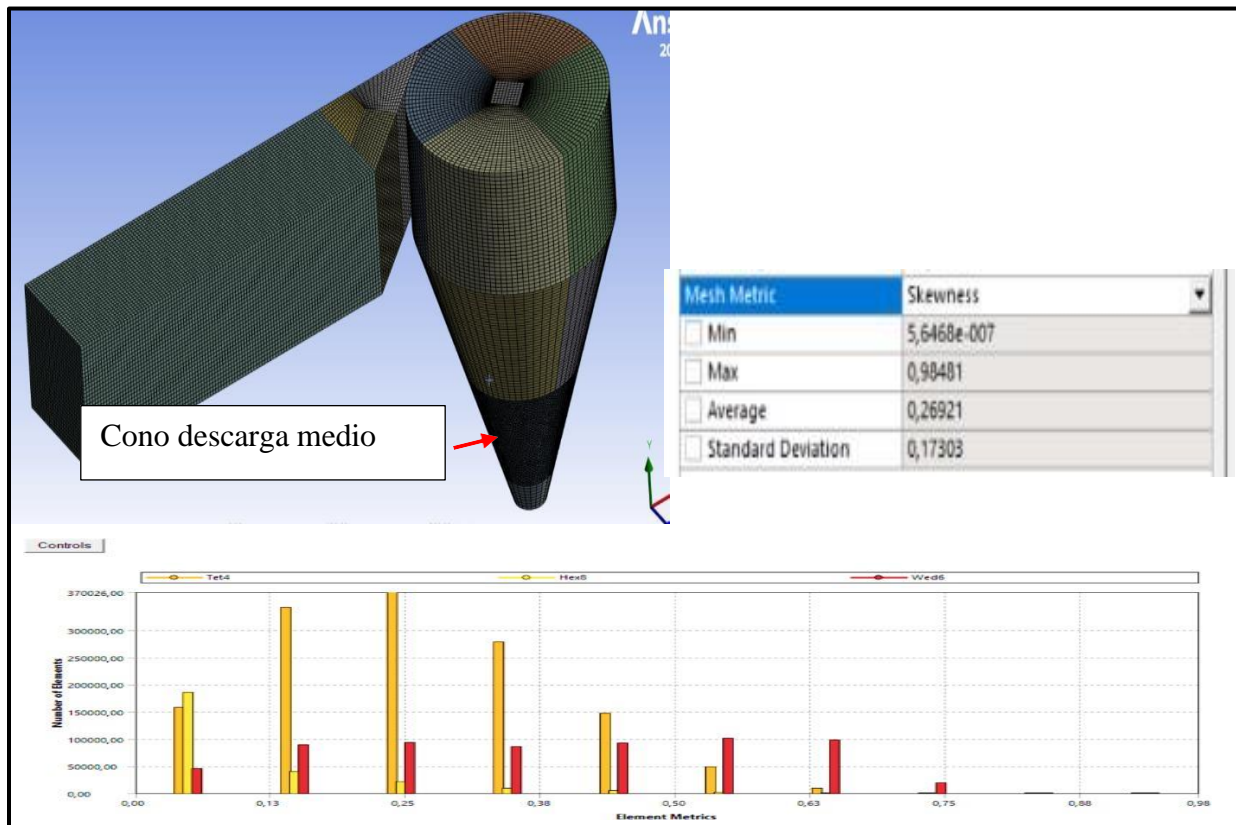 Ans
20
Cono descarga medio
Y
Mesh Metric Skewness
Min 5,6468e-007
Max 0,98481
Average 0,26921
Standard Deviation 0,17303
Controls
Tet4 Hex8 Wed6
370026,00
300000,00
250000,00
200000,00
150000,00
100000,00
50000,00
0,00
Number of Elements
0,00 0,13 0,25 0,38 0,50 0,63 0,75 0,88 0,98
Element Metrics